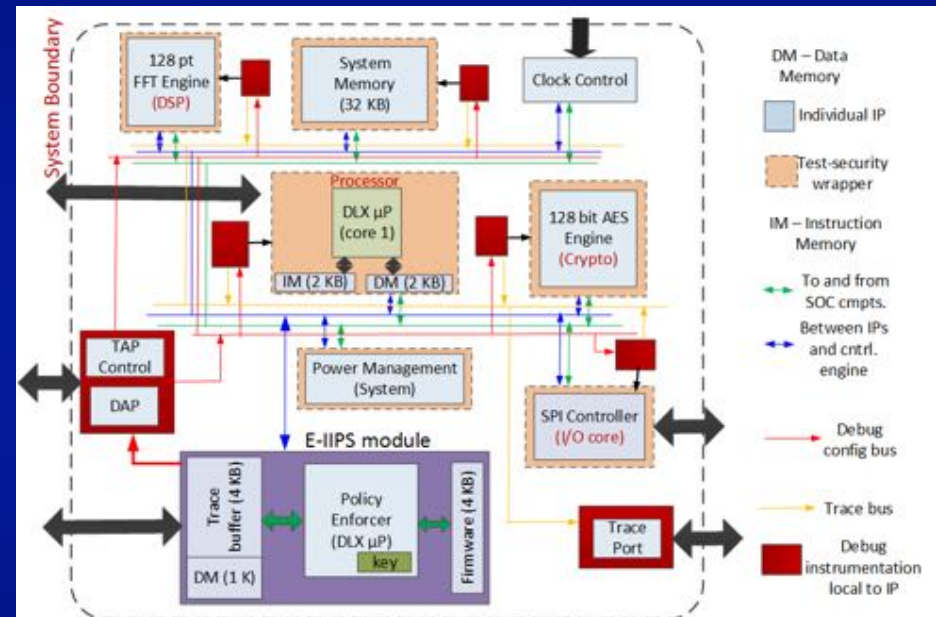 System Boundary
128 pt
FFT Engine
(DSP)
System
Memory
(32 KB)
Clock Control
Processor
DLX µP
(core 1)
IM (2 KB)
DM (2 KB)
128 bit AES
Engine
(Crypto)
TAP
Control
DAP
Power Management
(System)
SPI Controller
(I/O core)
E-IIPS module
Trace
buffer (4 KB)
DM (1 K)
Policy
Enforcer
(DLX µP)
key
Firmware (4 KB)
Trace
Port
DM – Data
Memory
Individual IP
Test-security
wrapper
IM – Instruction
Memory
To and from
SOC cmpts.
Between IPs
and cntrl.
engine
Debug
config bus
Trace bus
Debug
instrumentation
local to IP